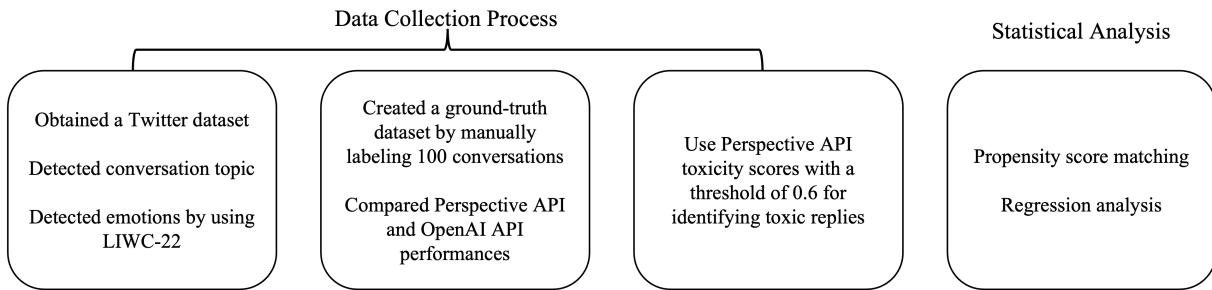 Data Collection Process
Statistical Analysis
Obtained a Twitter dataset
Detected conversation topic
Detected emotions by using
LIWC-22
Created a ground-truth
dataset by manually
labeling 100 conversations
Compared Perspective API
and OpenAI API
performances
Use Perspective API
toxicity scores with a
threshold of 0.6 for
identifying toxic replies
Propensity score matching
Regression analysis